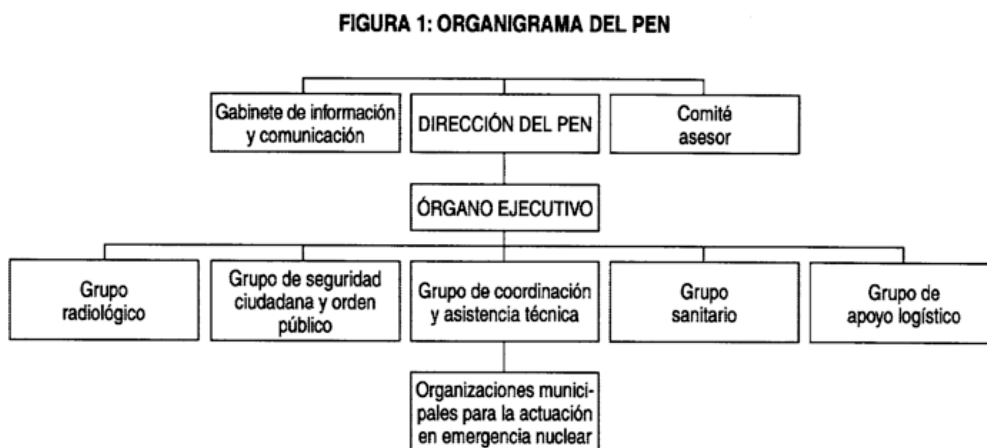 FIGURA 1: ORGANIGRAMA DEL PEN
Gabinete de información
y comunicación
DIRECCIÓN DEL PEN
Comité
asesor
ÓRGANO EJECUTIVO
Grupo
radiológico
Grupo de seguridad
ciudadana y orden
público
Grupo de coordinación
y asistencia técnica
Grupo
sanitario
Grupo de
apoyo logístico
Organizaciones munici-
pales para la actuación
en emergencia nuclear